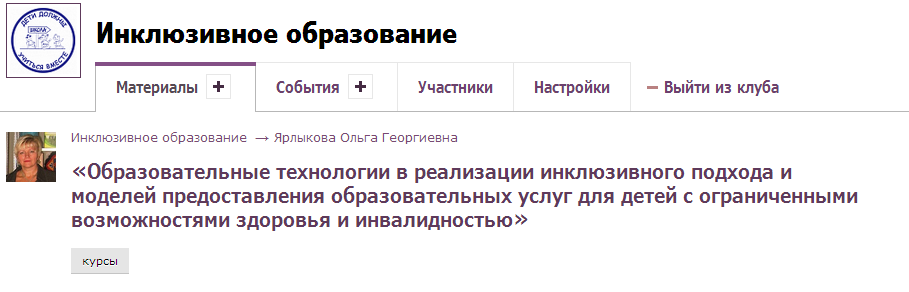 ДЕТИ ДОЛЖНЫ
ШКОЛА
УЧИТЬСЯ ВМЕСТЕ
Инклюзивное образование
Материалы + События + Участники Настройки − Выйти из клуба
Инклюзивное образование → Ярлыкова Ольга Георгиевна
«Образовательные технологии в реализации инклюзивного подхода и
моделей предоставления образовательных услуг для детей с ограниченными
возможностями здоровья и инвалидностью»
курсы